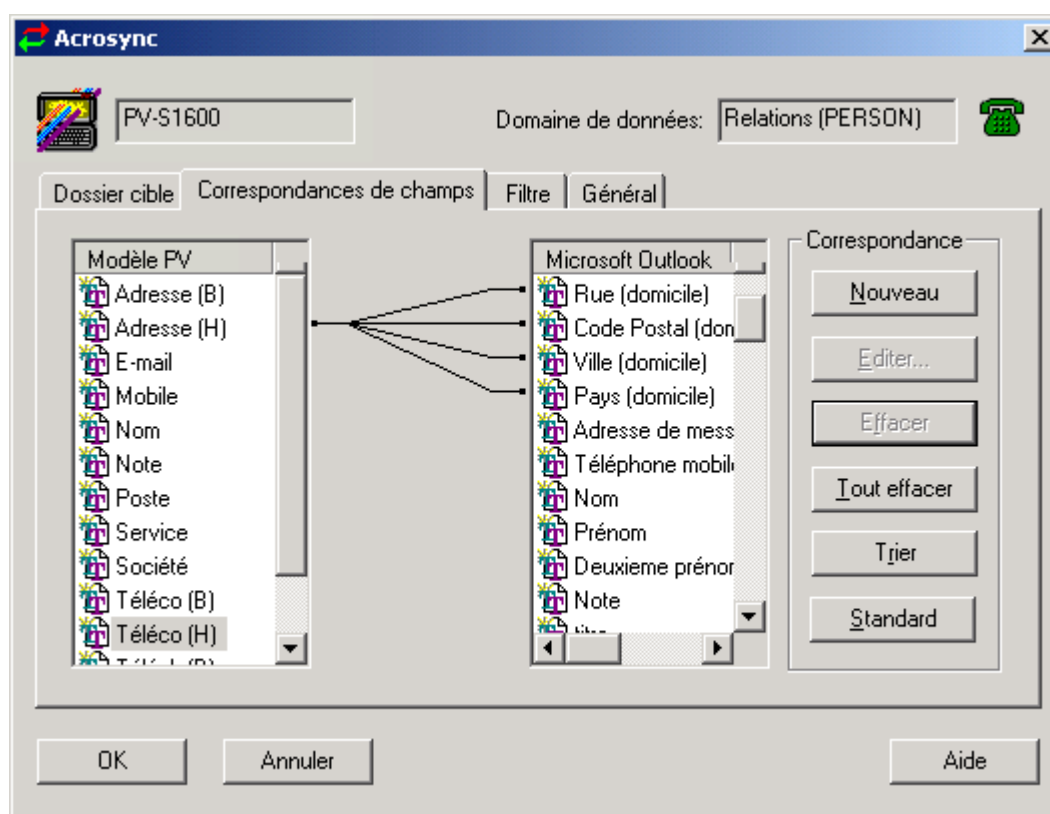 Acrosync
PV-S1600
Domaine de données:
Relations (PERSON)
Dossier cible
Correspondances de champs
Filtre
Général
Modèle PV
Adresse (B)
Adresse (H)
E-mail
Mobile
Nom
Note
Poste
Service
Société
Téléco (B)
Téléco (H)
Microsoft Outlook
Rue (domicile)
Code Postal (don
Ville (domicile)
Pays (domicile)
Adresse de mess
Téléphone mobil
Nom
Prénom
Deuxieme prénor
Note
Correspondance
Nouveau
Editer...
Effacer
Tout effacer
Trier
Standard
OK
Annuler
Aide